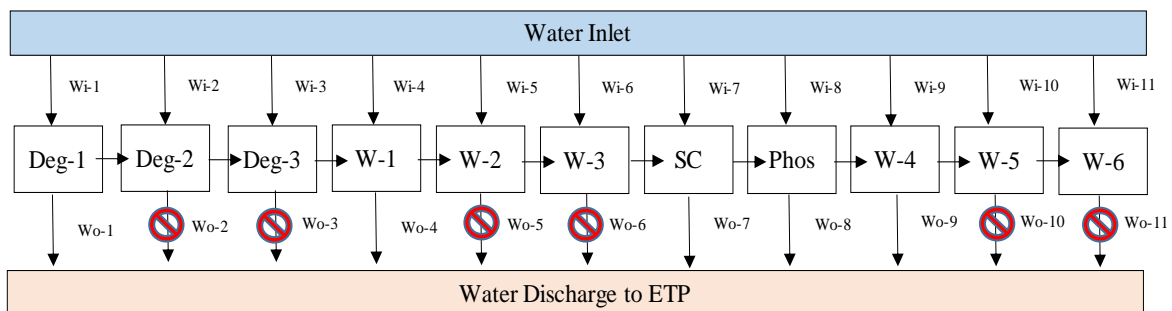 Water Inlet
Wi-1 Wi-2 Wi-3 Wi-4 Wi-5 Wi-6 Wi-7 Wi-8 Wi-9 Wi-10 Wi-11
Deg-1 Deg-2 Deg-3 W-1 W-2 W-3 SC Phos W-4 W-5 W-6
Wo-1 Wo-2 Wo-3 Wo-4 Wo-5 Wo-6 Wo-7 Wo-8 Wo-9 Wo-10 Wo-11
Water Discharge to ETP